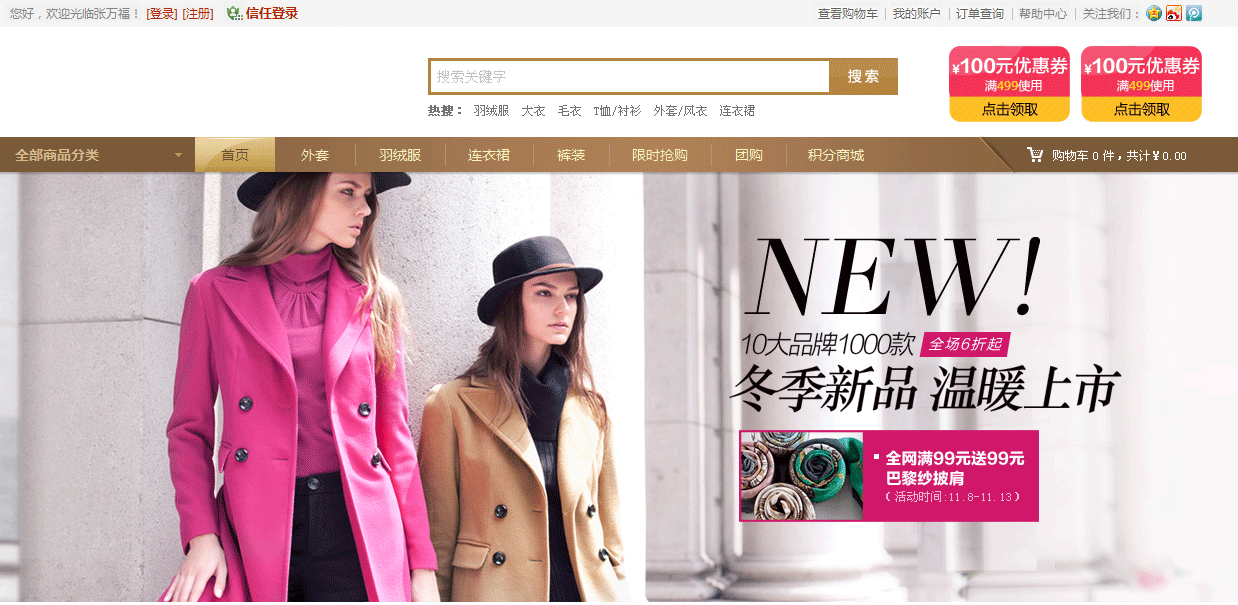 您好，欢迎光临张万福！ [登录] [注册] 信任登录 查看购物车 | 我的账户 | 订单查询 | 帮助中心 | 关注我们：
搜索关键字 搜索
热搜： 羽绒服 大衣 毛衣 T恤/衬衫 外套/风衣 连衣裙
¥100元优惠券
满499使用
点击领取
¥100元优惠券
满499使用
点击领取
全部商品分类 首页 外套 羽绒服 连衣裙 裤装 限时抢购 团购 积分商城 购物车 0 件，共计¥0.00
NEW!
10大品牌1000款 全场6折起
冬季新品 温暖上市
全网满99元送99元
巴黎纱披肩
（活动时间:11.8-11.13）